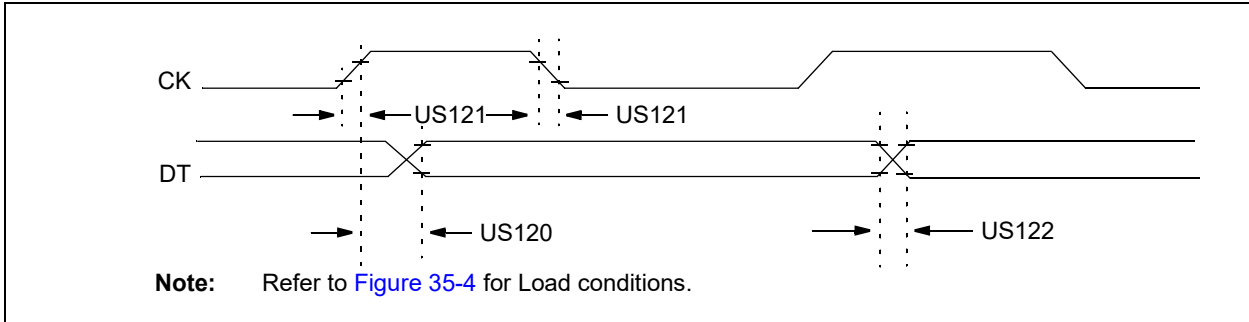 CK
US121 US121
DT
US120 US122
Note: Refer to Figure 35-4 for Load conditions.